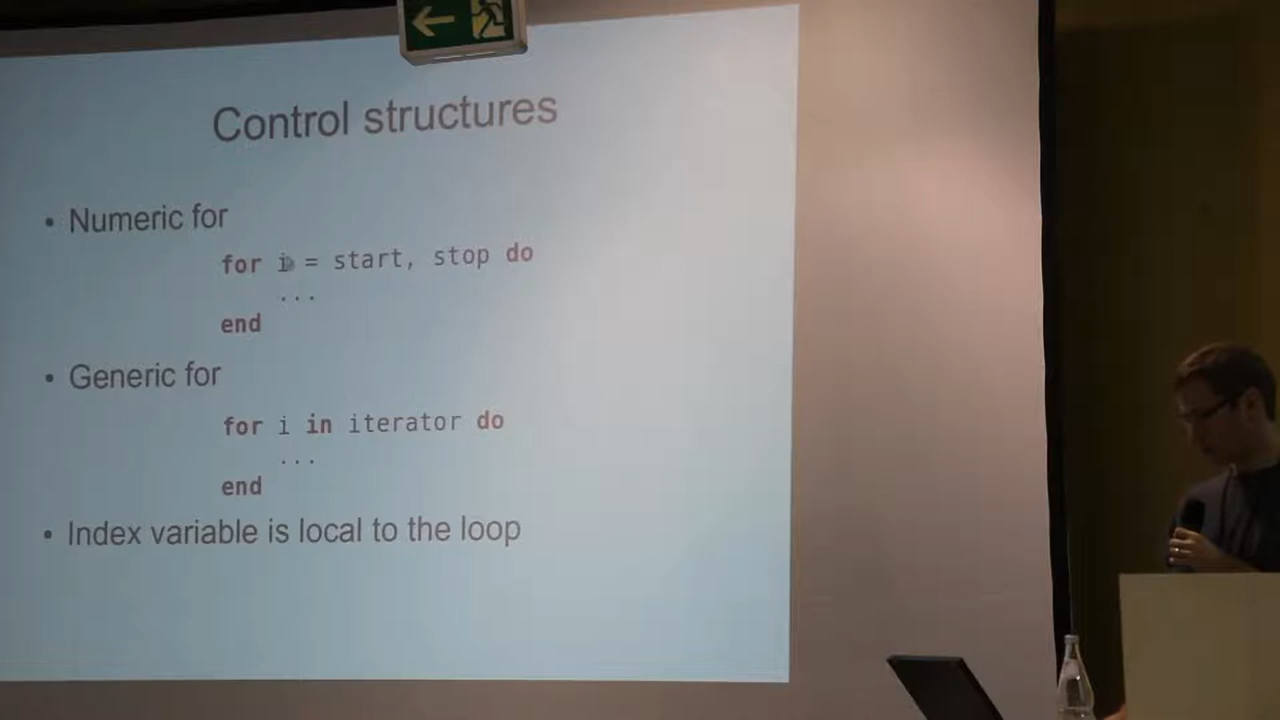 Control structures
• Numeric for
for i = start, stop do
...
end
• Generic for
for i in iterator do
...
end
• Index variable is local to the loop